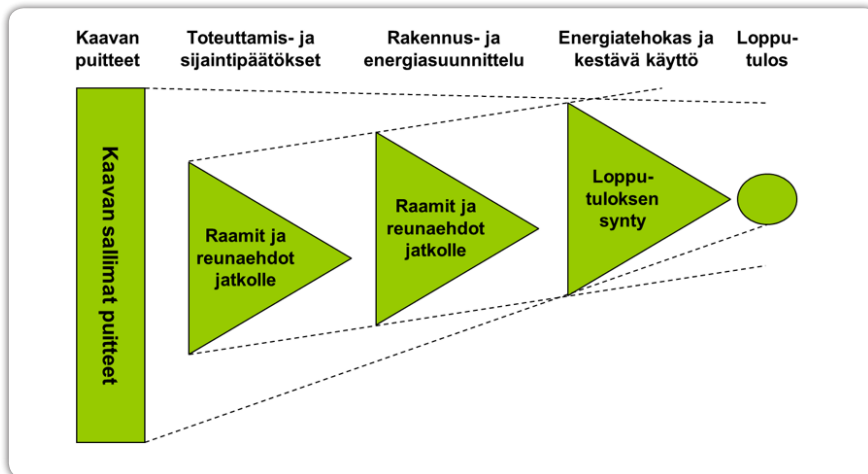 Kaavan
puitteet
Toteuttamis- ja
sijaintipäätökset
Rakennus- ja
energiasuunnittelu
Energiatehokas ja
kestävä käyttö
Loppu-
tulos
Kaavan sallimat puitteet
Raamit ja
reunaehdot
jatkolle
Raamit ja
reunaehdot
jatkolle
Loppu-
tuloksen
synty